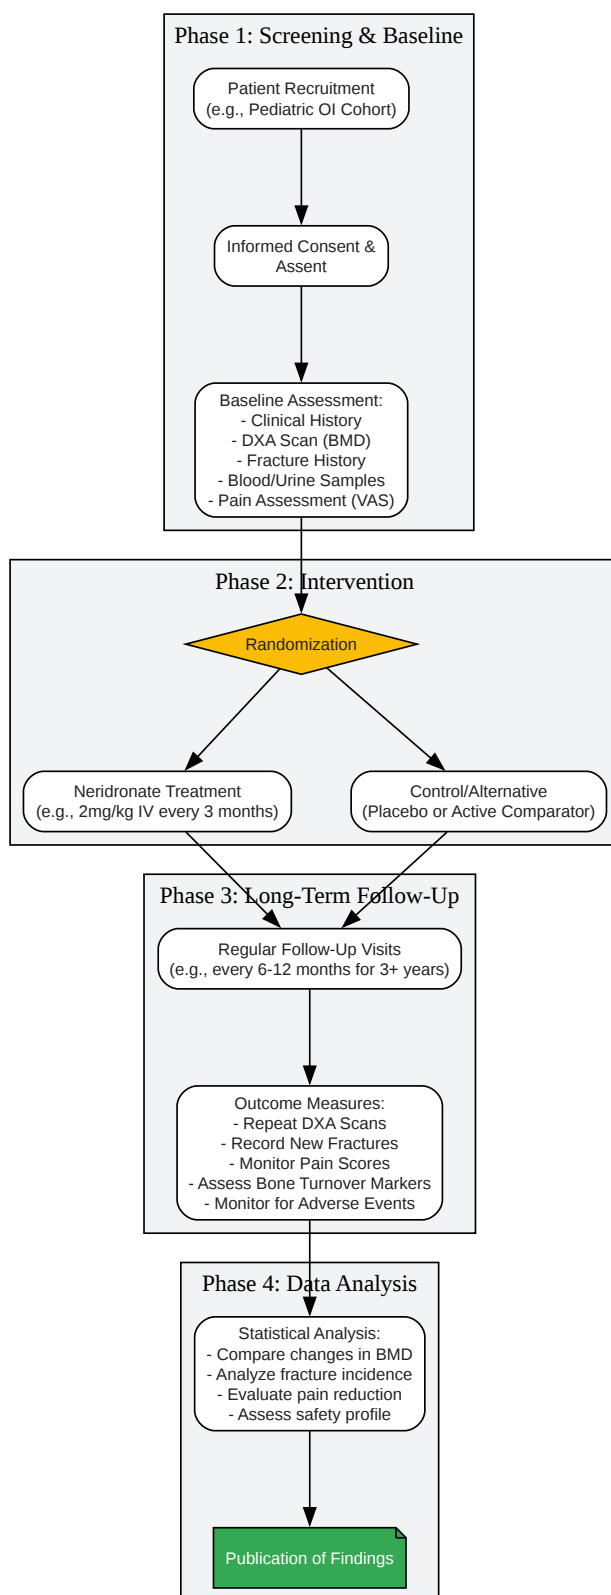 Phase 1: Screening & Baseline
Patient Recruitment
(e.g., Pediatric OI Cohort)
Informed Consent &
Assent
Baseline Assessment:
- Clinical History
- DXA Scan (BMD)
- Fracture History
- Blood/Urine Samples
- Pain Assessment (VAS)
Phase 2: Intervention
Randomization
Neridronate Treatment
(e.g., 2mg/kg IV every 3 months)
Control/Alternative
(Placebo or Active Comparator)
Phase 3: Long-Term Follow-Up
Regular Follow-Up Visits
(e.g., every 6-12 months for 3+ years)
Outcome Measures:
- Repeat DXA Scans
- Record New Fractures
- Monitor Pain Scores
- Assess Bone Turnover Markers
- Monitor for Adverse Events
Phase 4: Data Analysis
Statistical Analysis:
- Compare changes in BMD
- Analyze fracture incidence
- Evaluate pain reduction
- Assess safety profile
Publication of Findings